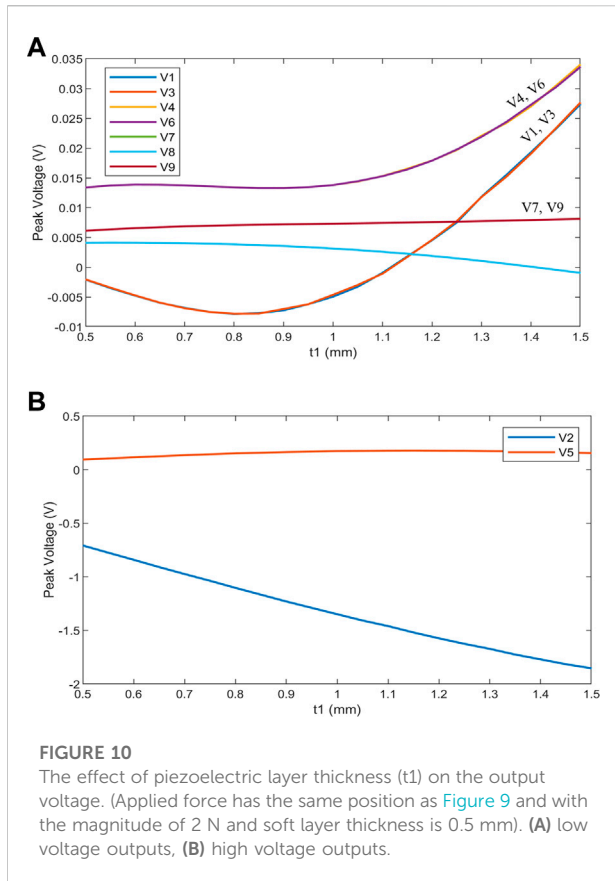 A
0.035
0.03
0.025
0.02
0.015
0.01
0.005
0
-0.005
-0.01
Peak Voltage (V)
V1
V3
V4
V6
V7
V8
V9
V4, V6
V1, V3
V7, V9
0.5 0.6 0.7 0.8 0.9 1 1.1 1.2 1.3 1.4 1.5
t1 (mm)
B
0.5
0
-0.5
-1
-1.5
-2
Peak Voltage (V)
V2
V5
0.5 0.6 0.7 0.8 0.9 1 1.1 1.2 1.3 1.4 1.5
t1 (mm)
FIGURE 10
The effect of piezoelectric layer thickness (t1) on the output
voltage. (Applied force has the same position as Figure 9 and with
the magnitude of 2 N and soft layer thickness is 0.5 mm). (A) low
voltage outputs, (B) high voltage outputs.